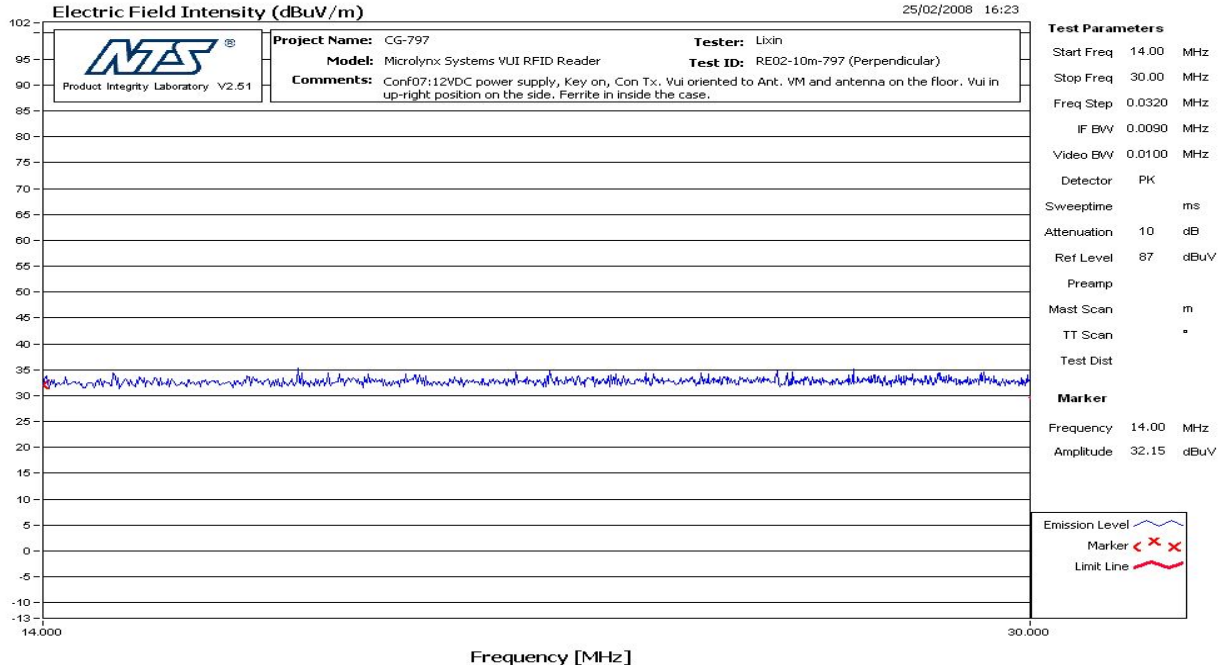 Electric Field Intensity (dBuV/m)
25/02/2008 16:23
NTS ®
Product Integrity Laboratory V2.51
Project Name: CG-797
Tester: Lixin
Model: Microlynx Systems VUI RFID Reader
Test ID: RE02-10m-797 (Perpendicular)
Comments: Conf07:12VDC power supply, Key on, Con Tx. Vui oriented to Ant. VM and antenna on the floor. Vui in
up-right position on the side. Ferrite in inside the case.
102
95
90
85
80
75
70
65
60
55
50
45
40
35
30
25
20
15
10
5
0
-5
-10
-13
14.000
30.000
Frequency [MHz]
Test Parameters
Start Freq 14.00 MHz
Stop Freq 30.00 MHz
Freq Step 0.0320 MHz
IF BW 0.0090 MHz
Video BW 0.0100 MHz
Detector PK
Sweeptime ms
Attenuation 10 dB
Ref Level 87 dBuV
Preamp
Mast Scan m
TT Scan °
Test Dist
Marker
Frequency 14.00 MHz
Amplitude 32.15 dBuV
Emission Level
Marker
Limit Line